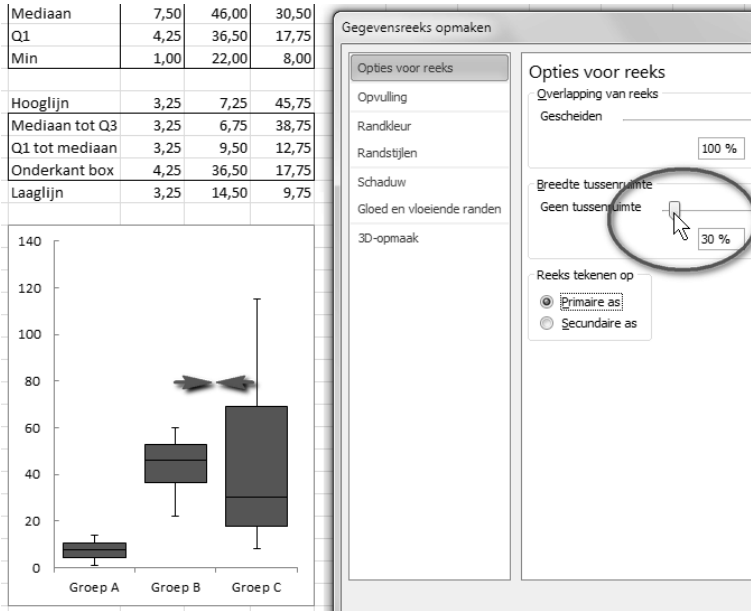 Mediaan 7,50 46,00 30,50
Q1 4,25 36,50 17,75
Min 1,00 22,00 8,00
Hooglijn 3,25 7,25 45,75
Mediaan tot Q3 3,25 6,75 38,75
Q1 tot mediaan 3,25 9,50 12,75
Onderkant box 4,25 36,50 17,75
Laaglijn 3,25 14,50 9,75
140
120
100
80
60
40
20
0
Groep A Groep B Groep C
Gegevensreeks opmaken
Opties voor reeks
Opvulling
Randkleur
Randstijlen
Schaduw
Gloed en vloeiende randen
3D-opmaak
Opties voor reeks
Overlapping van reeks
Gescheiden
100 %
Breedte tussenruimte
Geen tussenruimte
30 %
Reeks tekenen op
Primaire as
Secundaire as